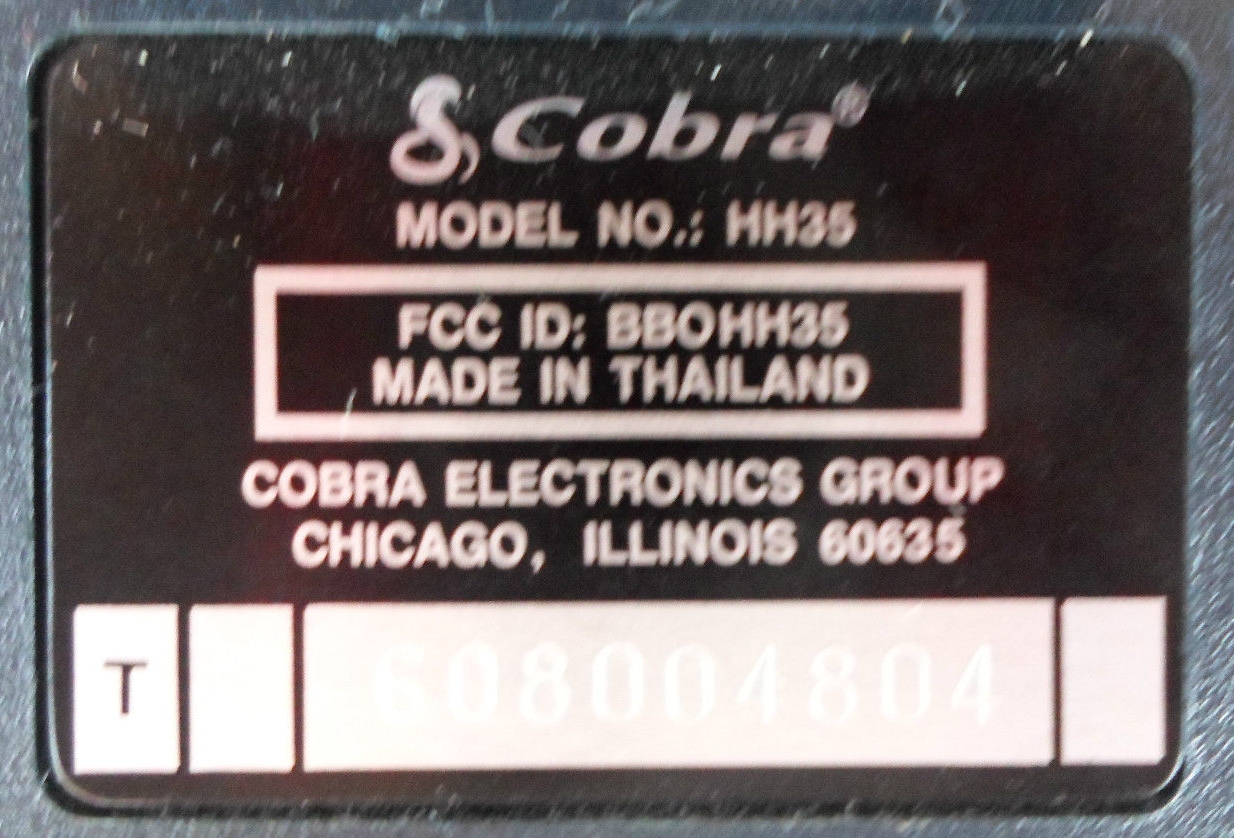 Cobra®
MODEL NO.: HH35
FCC ID: BBOHH35
MADE IN THAILAND
COBRA ELECTRONICS GROUP
CHICAGO, ILLINOIS 60635
T 608004804